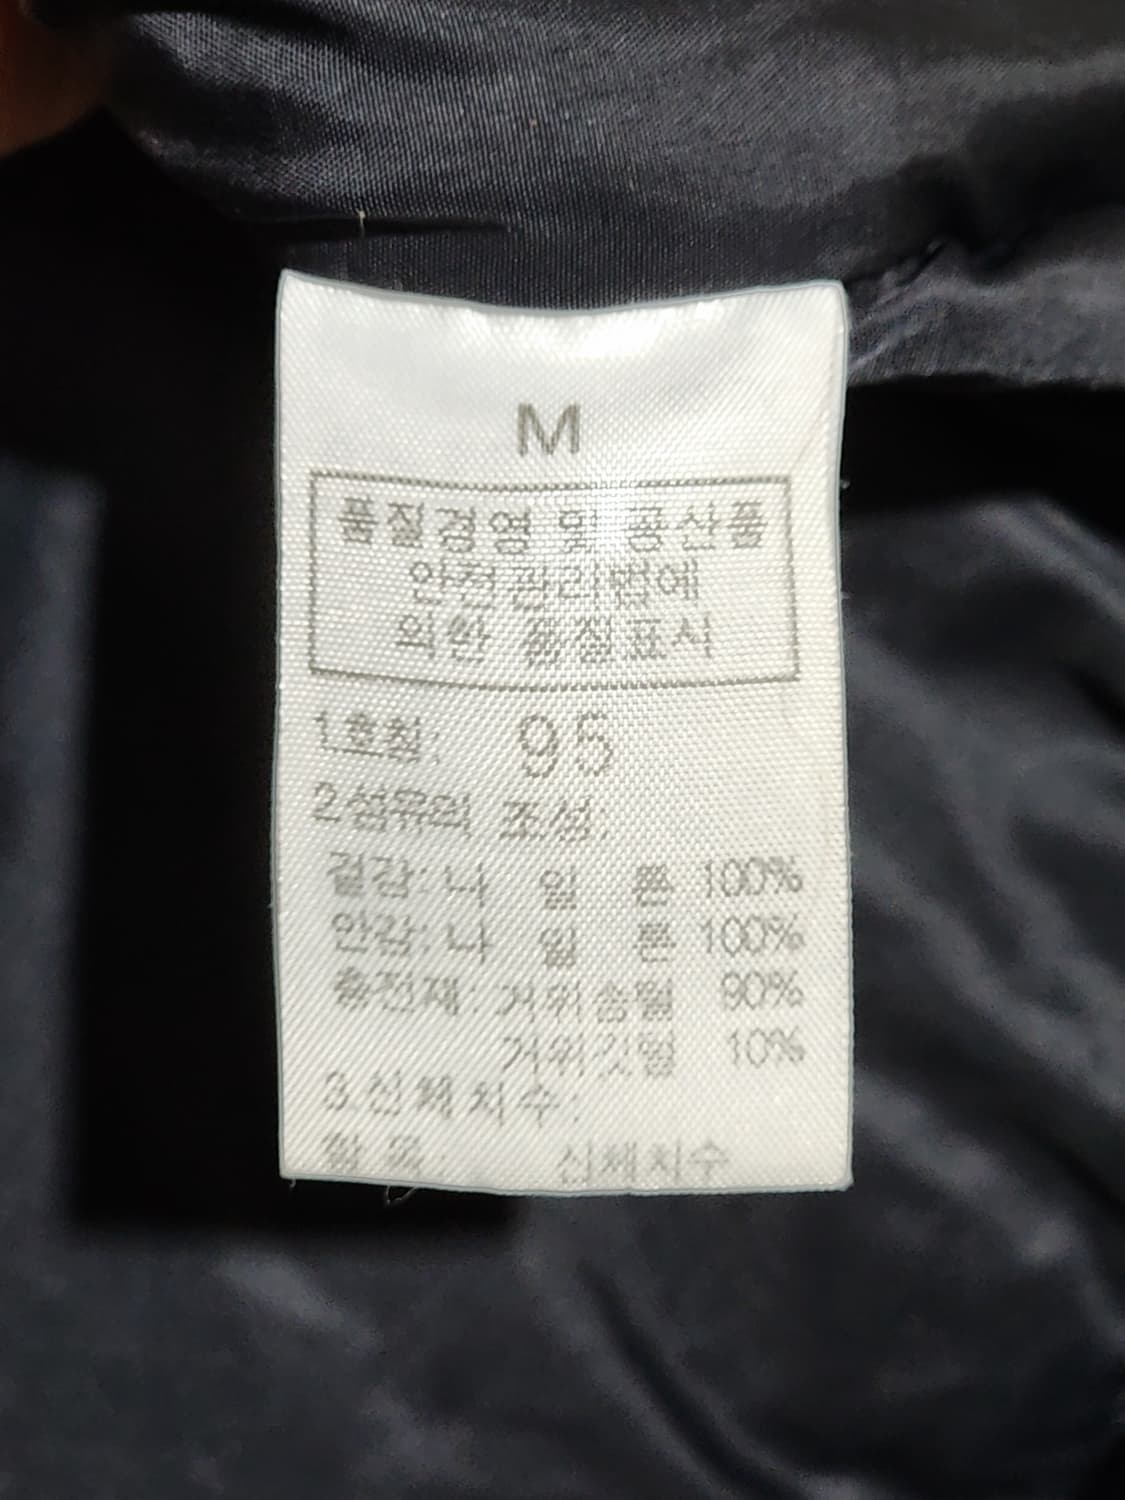 M
품질경영 및 공산품
안전관리법에
의한 품질표시
1.호칭: 95
2.섬유의 조성:
겉감: 나 일 론 100%
안감: 나 일 론 100%
충전재: 거위솜털 90%
거위깃털 10%
3.신체치수:
항 목: 신체치수